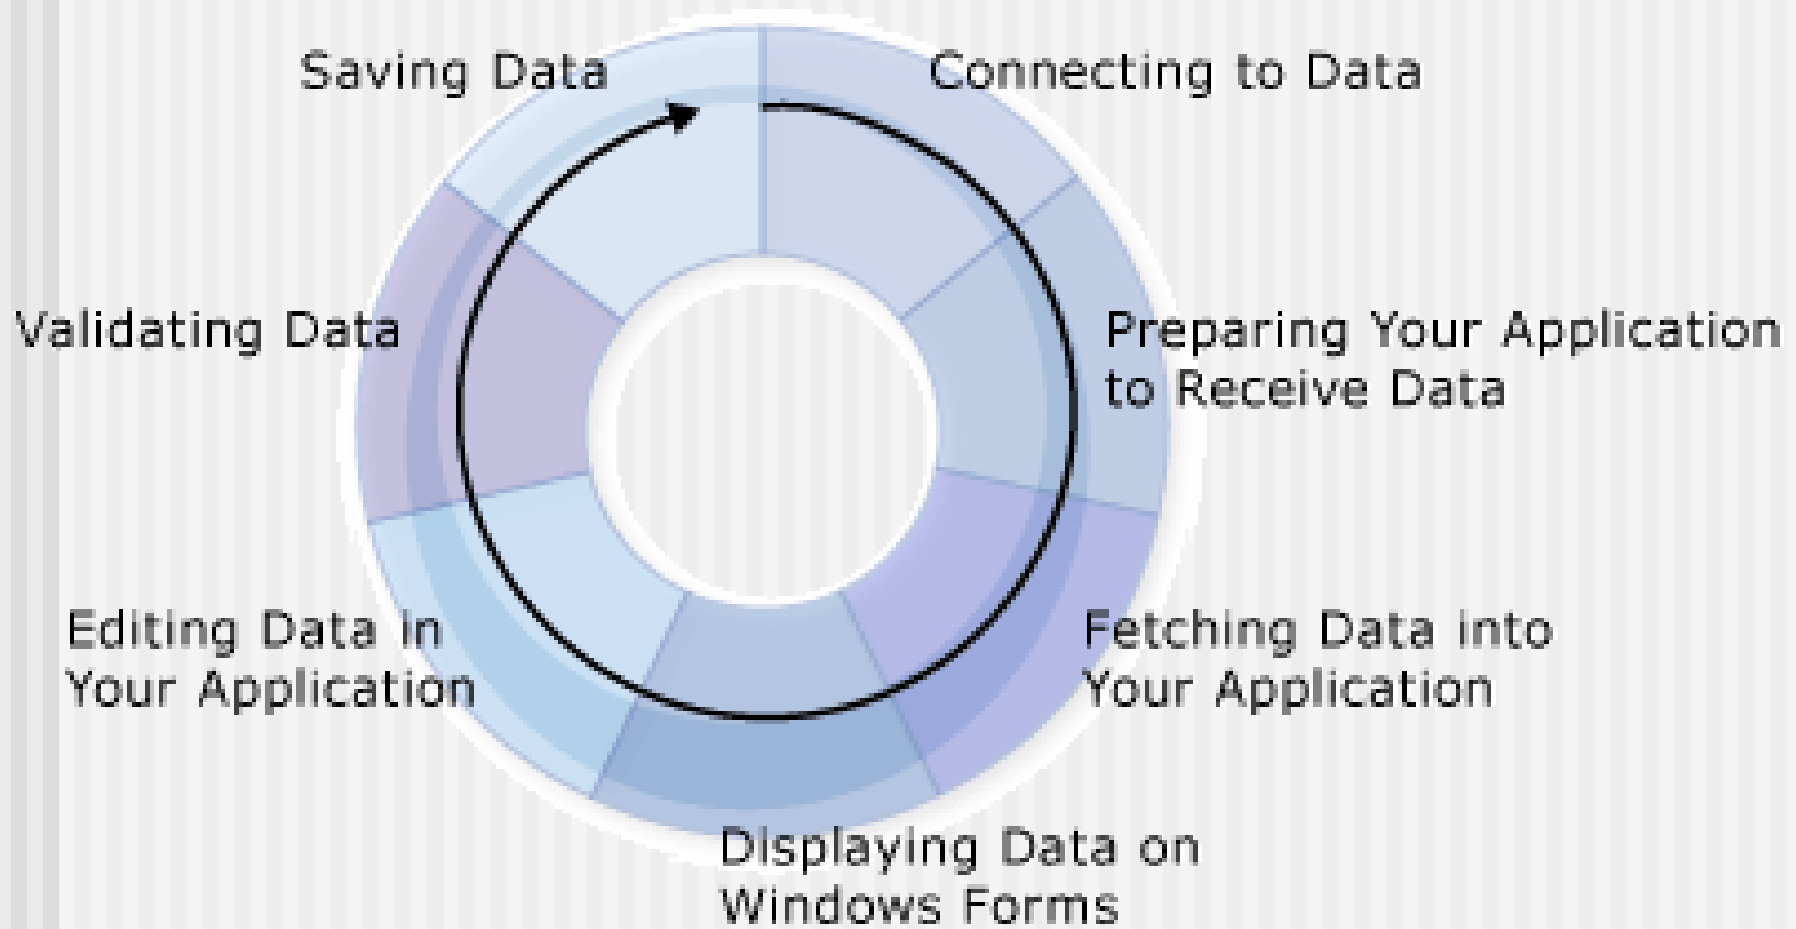 Saving Data
Connecting to Data
Validating Data
Preparing Your Application
to Receive Data
Editing Data in
Your Application
Fetching Data into
Your Application
Displaying Data on
Windows Forms